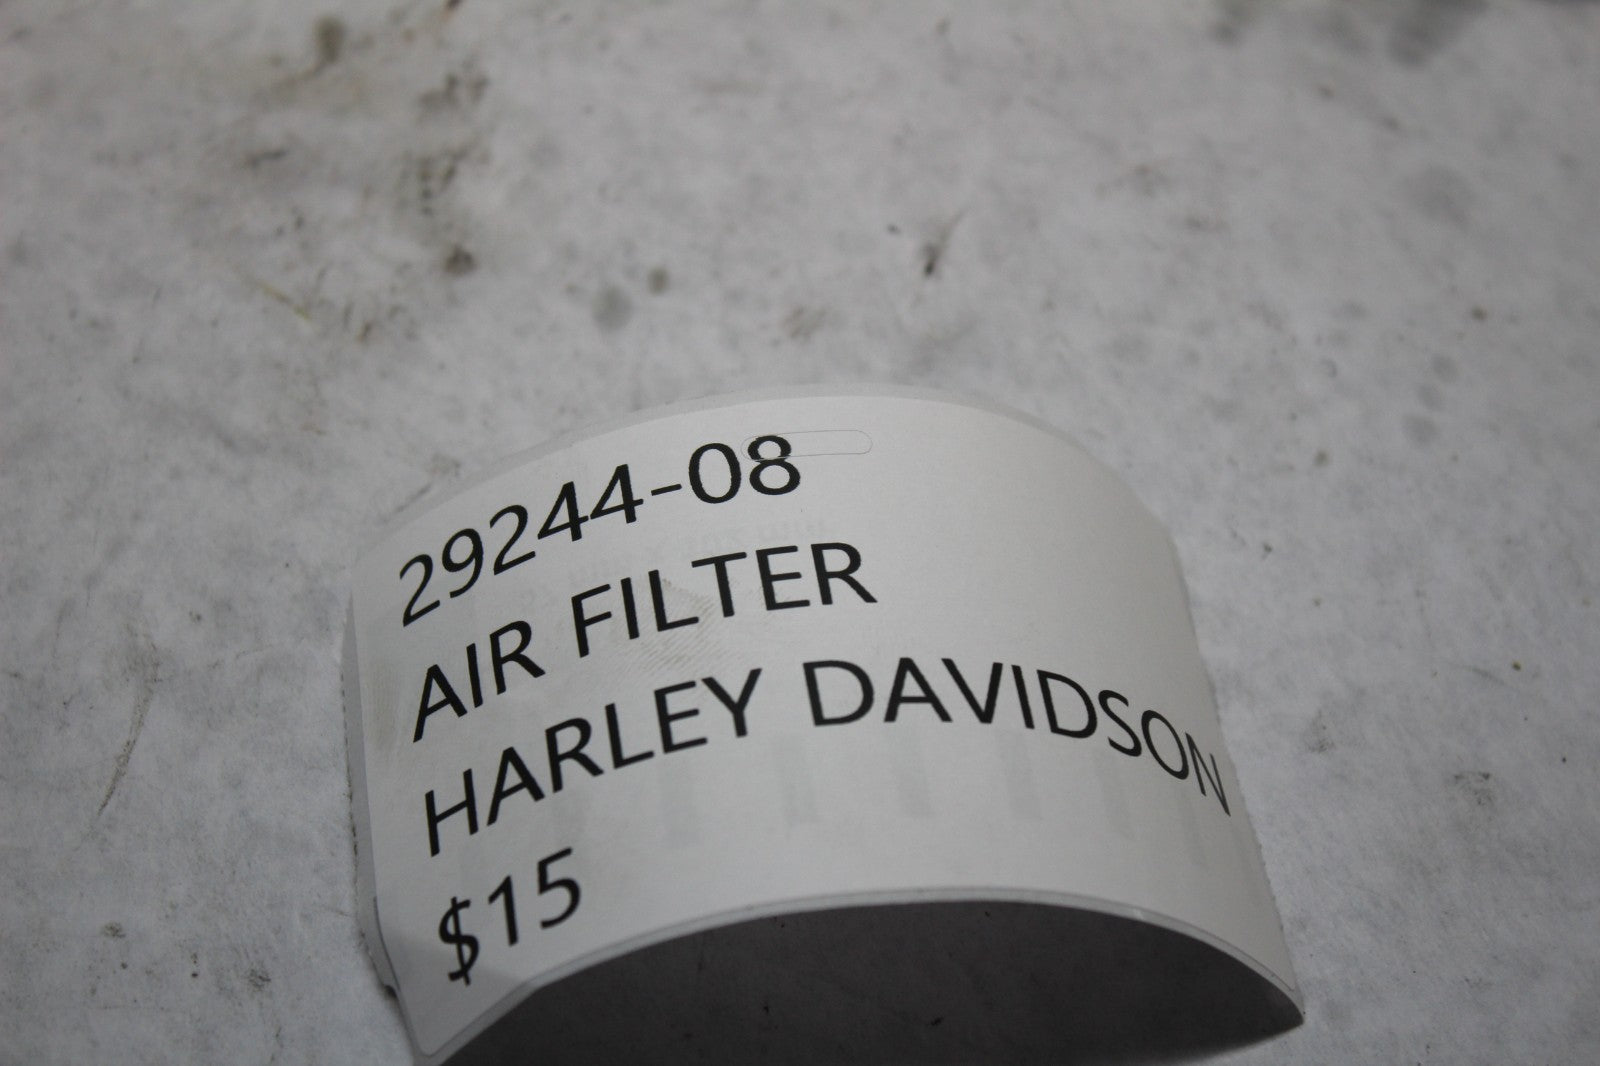 29244-08
AIR FILTER
HARLEY DAVIDSON
$15